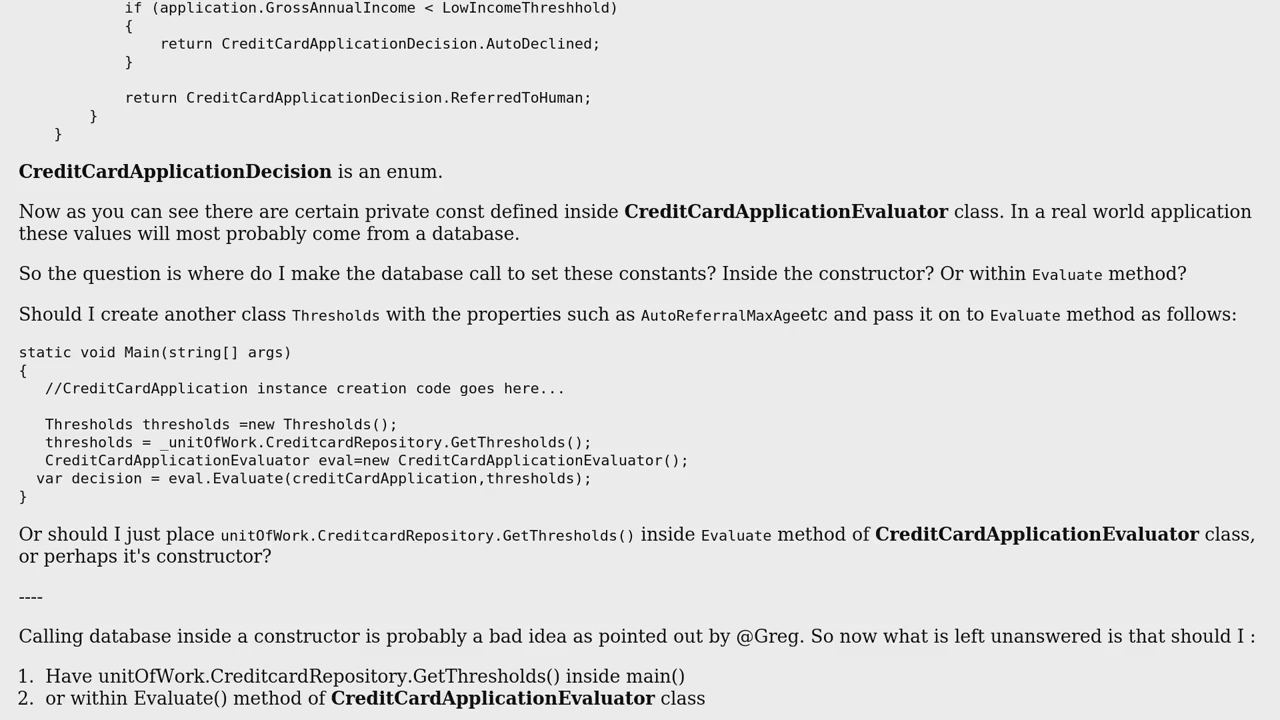 if (application.GrossAnnualIncome < LowIncomeThreshhold)
{
return CreditCardApplicationDecision.AutoDeclined;
}
return CreditCardApplicationDecision.ReferredToHuman;
}
}
CreditCardApplicationDecision is an enum.
Now as you can see there are certain private const defined inside CreditCardApplicationEvaluator class. In a real world application
these values will most probably come from a database.
So the question is where do I make the database call to set these constants? Inside the constructor? Or within Evaluate method?
Should I create another class Thresholds with the properties such as AutoReferralMaxAgeetc and pass it on to Evaluate method as follows:
static void Main(string[] args)
{
//CreditCardApplication instance creation code goes here...
Thresholds thresholds =new Thresholds();
thresholds = _unitOfWork.CreditcardRepository.GetThresholds();
CreditCardApplicationEvaluator eval=new CreditCardApplicationEvaluator();
var decision = eval.Evaluate(creditCardApplication,thresholds);
}
Or should I just place unitOfWork.CreditcardRepository.GetThresholds() inside Evaluate method of CreditCardApplicationEvaluator class,
or perhaps it's constructor?
----
Calling database inside a constructor is probably a bad idea as pointed out by @Greg. So now what is left unanswered is that should I :
1. Have unitOfWork.CreditcardRepository.GetThresholds() inside main()
2. or within Evaluate() method of CreditCardApplicationEvaluator class